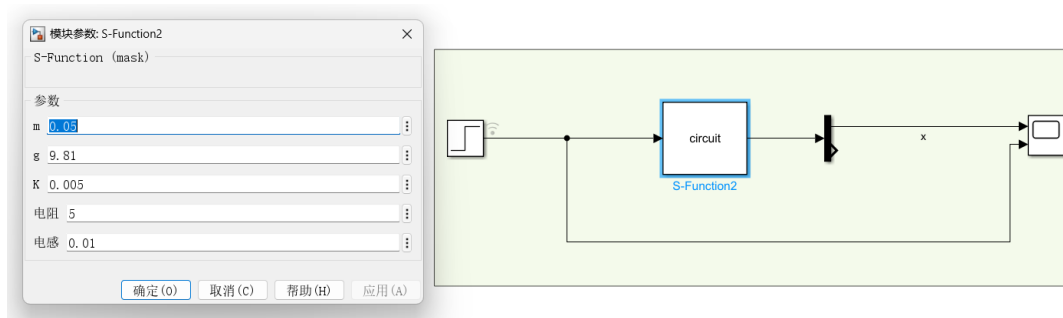 模块参数: S-Function2
S-Function (mask)
参数
m 0.05
g 9.81
K 0.005
电阻 5
电感 0.01
确定(O) 取消(C) 帮助(H) 应用(A)
circuit
S-Function2
x